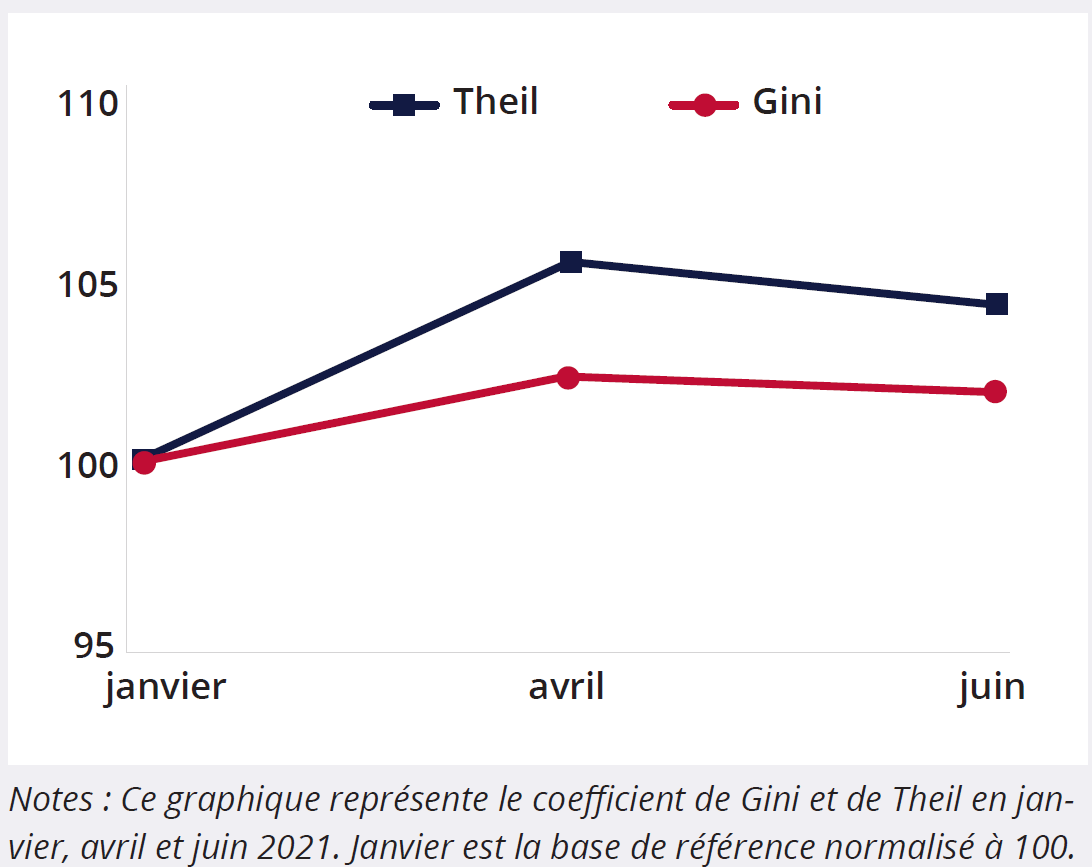 110
Theil
Gini
105
100
95
janvier
avril
juin
Notes : Ce graphique représente le coefficient de Gini et de Theil en jan-
vier, avril et juin 2021. Janvier est la base de référence normalisé à 100.